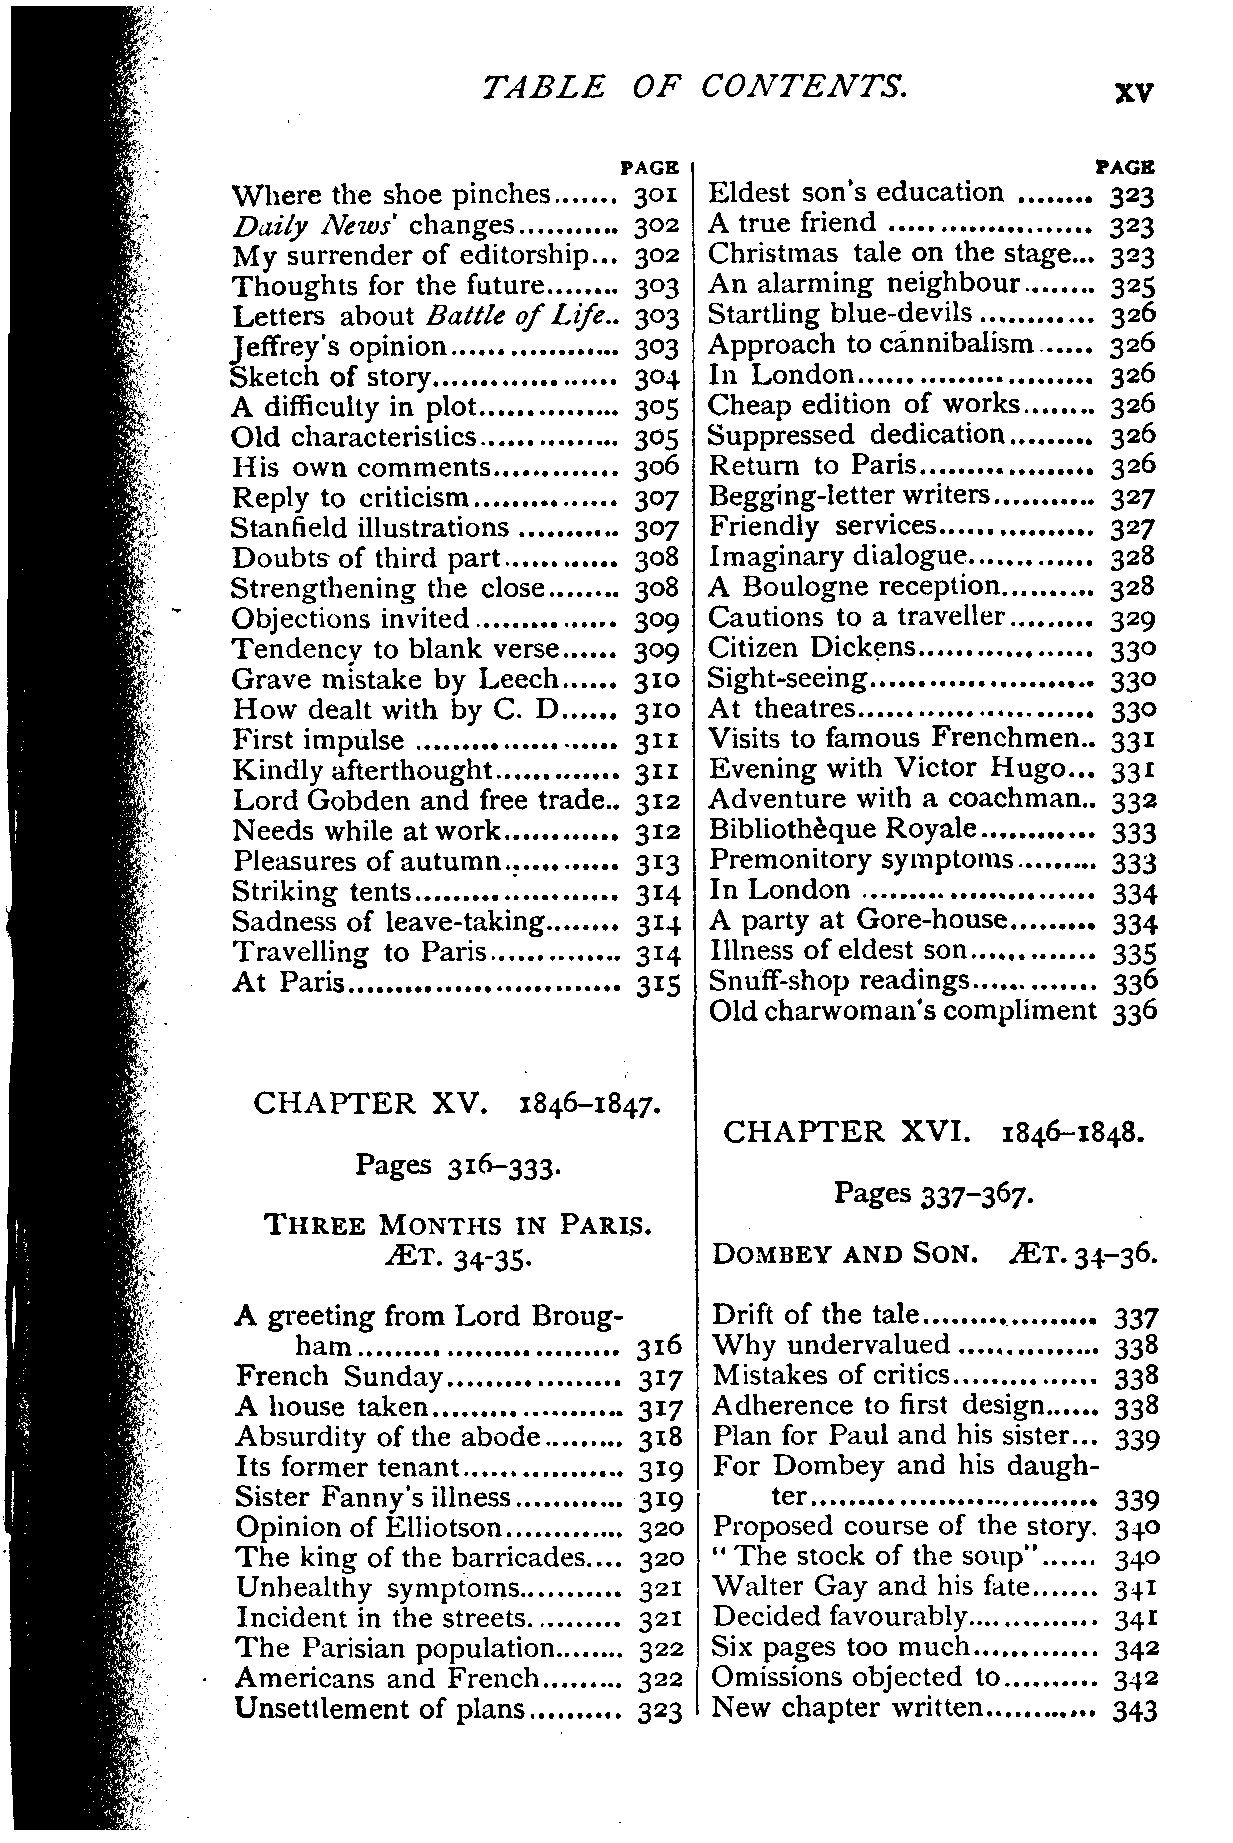 TABLE OF CONTENTS. xv
PAGE
Where the shoe pinches....... 301
Daily News' changes........... 302
My surrender of editorship... 302
Thoughts for the future........ 303
Letters about Battle of Life.. 303
Jeffrey's opinion.................. 303
Sketch of story................... 304
A difficulty in plot............... 305
Old characteristics............... 305
His own comments............. 306
Reply to criticism............... 307
Stanfield illustrations ........... 307
Doubts of third part............ 308
Strengthening the close........ 308
Objections invited............... 309
Tendency to blank verse...... 309
Grave mistake by Leech...... 310
How dealt with by C. D...... 310
First impulse ..................... 311
Kindly afterthought............. 311
Lord Gobden and free trade.. 312
Needs while at work............ 312
Pleasures of autumn............ 313
Striking tents..................... 314
Sadness of leave-taking........ 314
Travelling to Paris.............. 314
At Paris............................ 315
CHAPTER XV. 1846–1847.
Pages 316–333.
THREE MONTHS IN PARIS.
ÆT. 34-35.
A greeting from Lord Broug-
ham........................... 316
French Sunday.................. 317
A house taken.................... 317
Absurdity of the abode......... 318
Its former tenant................. 319
Sister Fanny's illness............ 319
Opinion of Elliotson............. 320
The king of the barricades.... 320
Unhealthy symptoms........... 321
Incident in the streets.......... 321
The Parisian population........ 322
Americans and French......... 322
Unsettlement of plans.......... 323
PAGE
Eldest son's education ........ 323
A true friend ..................... 323
Christmas tale on the stage... 323
An alarming neighbour........ 325
Startling blue-devils ............ 326
Approach to cannibalism...... 326
In London........................ 326
Cheap edition of works........ 326
Suppressed dedication......... 326
Return to Paris.................. 326
Begging-letter writers........... 327
Friendly services................ 327
Imaginary dialogue............. 328
A Boulogne reception.......... 328
Cautions to a traveller......... 329
Citizen Dickens.................. 330
Sight-seeing....................... 330
At theatres........................ 330
Visits to famous Frenchmen.. 331
Evening with Victor Hugo... 331
Adventure with a coachman.. 332
Bibliothèque Royale............ 333
Premonitory symptoms......... 333
In London ........................ 334
A party at Gore-house......... 334
Illness of eldest son............. 335
Snuff-shop readings............. 336
Old charwoman's compliment 336
CHAPTER XVI. 1846–1848.
Pages 337–367.
DOMBEY AND SON. ÆT. 34–36.
Drift of the tale.................. 337
Why undervalued ............... 338
Mistakes of critics............... 338
Adherence to first design...... 338
Plan for Paul and his sister... 339
For Dombey and his daugh-
ter.............................. 339
Proposed course of the story. 340
"The stock of the soup"...... 340
Walter Gay and his fate....... 341
Decided favourably.............. 341
Six pages too much............. 342
Omissions objected to.......... 342
New chapter written............ 343